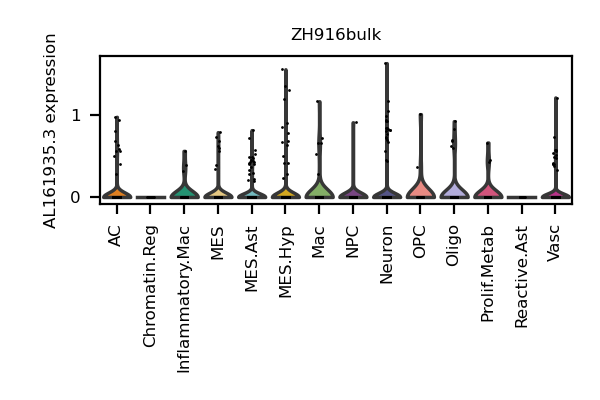 ZH916bulk
AL161935.3 expression
1
0
AC
Chromatin.Reg
Inflammatory.Mac
MES
MES.Ast
MES.Hyp
Mac
NPC
Neuron
OPC
Oligo
Prolif.Metab
Reactive.Ast
Vasc